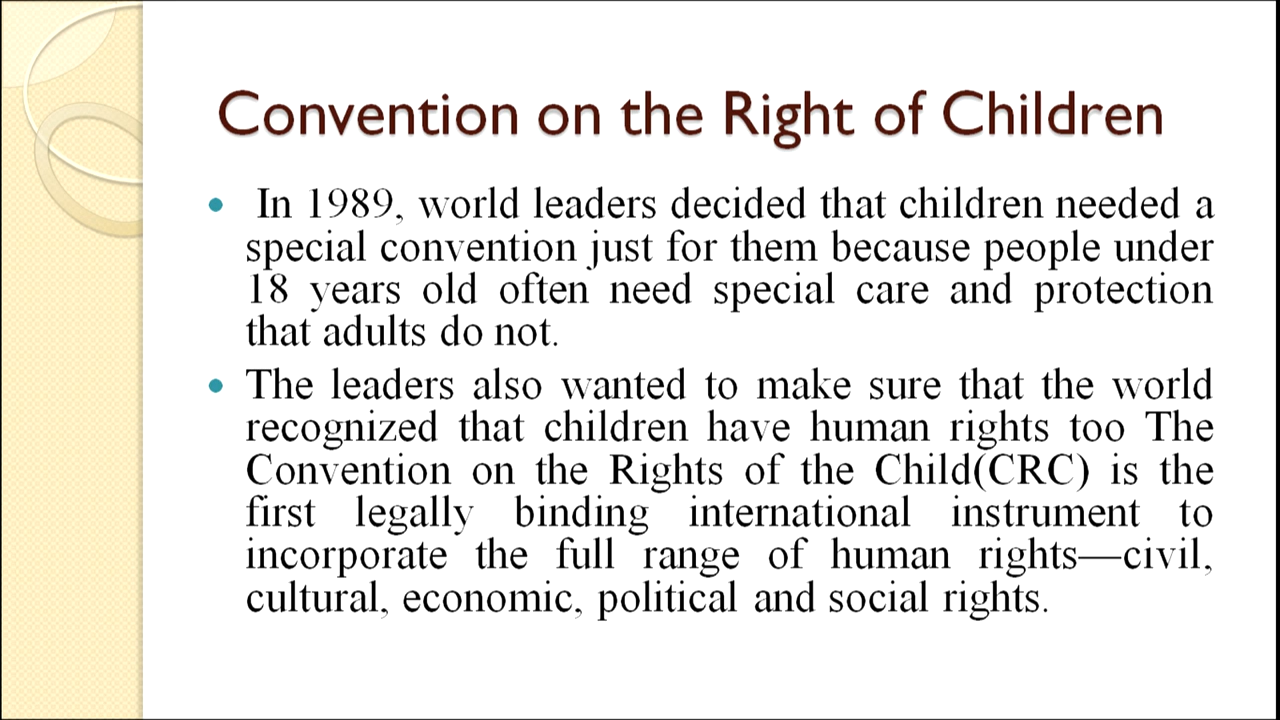 Convention on the Right of Children
• In 1989, world leaders decided that children needed a
special convention just for them because people under
18 years old often need special care and protection
that adults do not.
• The leaders also wanted to make sure that the world
recognized that children have human rights too The
Convention on the Rights of the Child(CRC) is the
first legally binding international instrument to
incorporate the full range of human rights—civil,
cultural, economic, political and social rights.